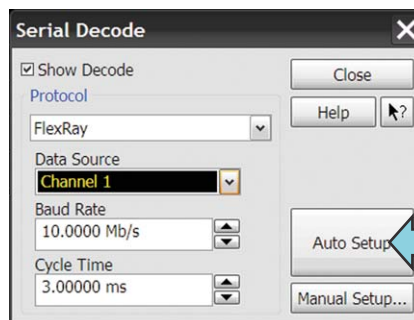 Serial Decode
Show Decode
Close
Protocol
Help
?
FlexRay
Data Source
Channel 1
Baud Rate
10.0000 Mb/s
Auto Setup
Cycle Time
3.00000 ms
Manual Setup...